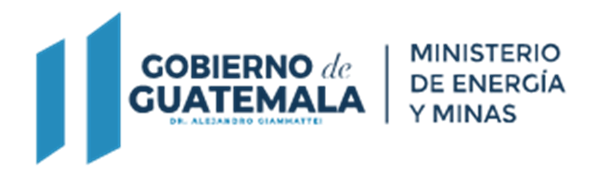 GOBIERNO de
GUATEMALA
DR. ALEJANDRO GIAMMATTEI
MINISTERIO
DE ENERGÍA
Y MINAS